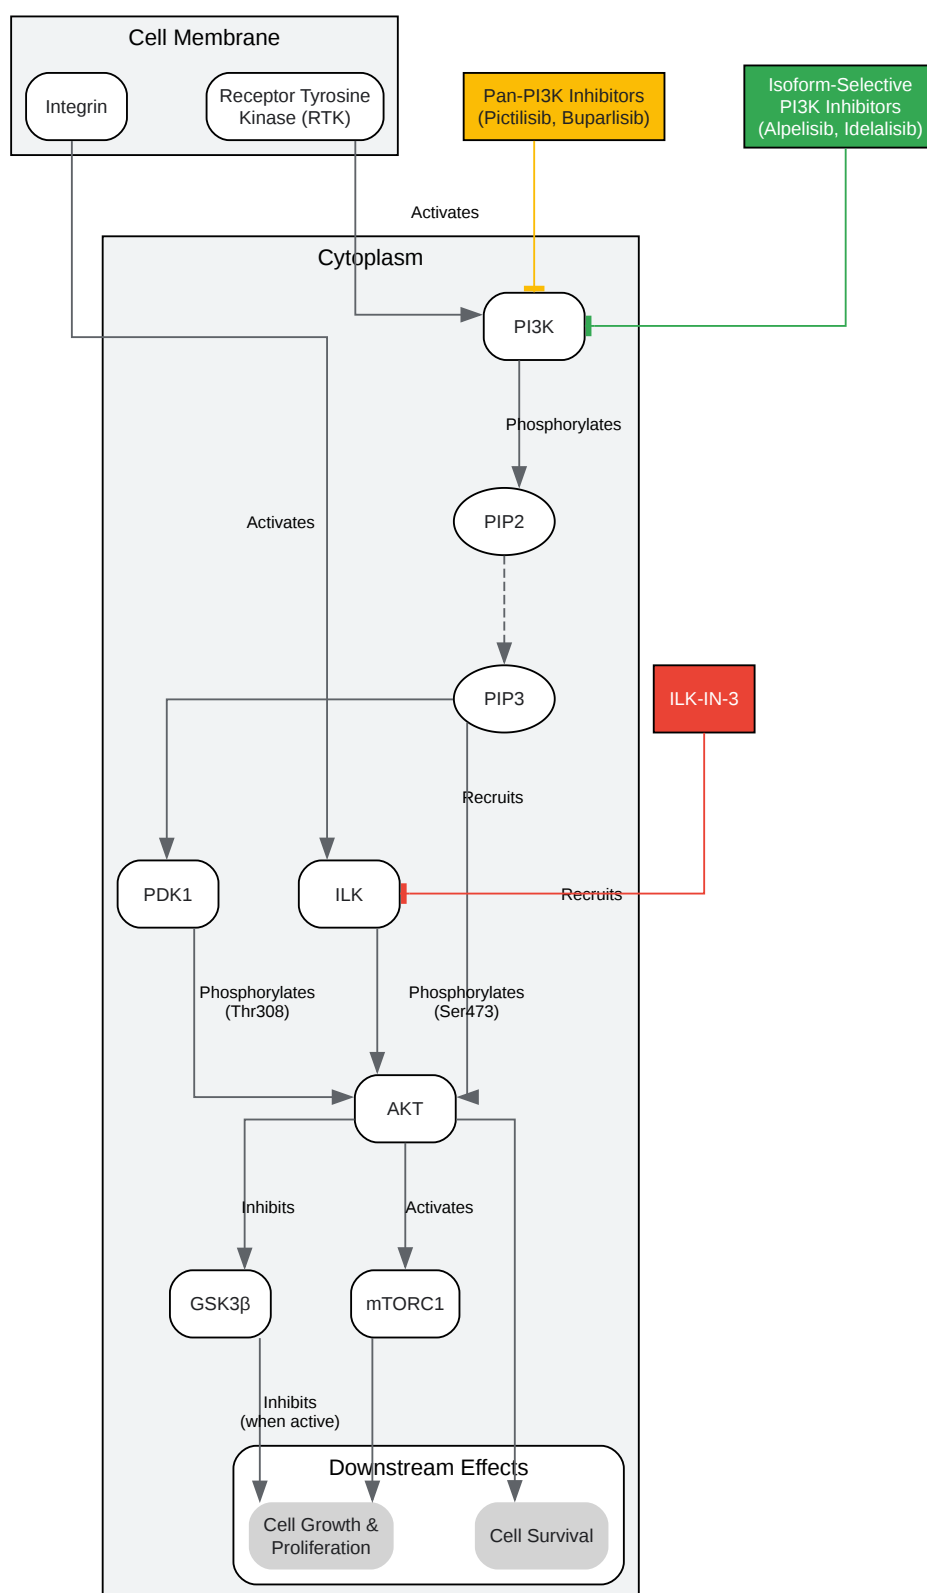 Cell Membrane
Integrin
Receptor Tyrosine
Kinase (RTK)
Pan-PI3K Inhibitors
(Pictilisib, Buparlisib)
Isoform-Selective
PI3K Inhibitors
(Alpelisib, Idelalisib)
Activates
Cytoplasm
PI3K
Phosphorylates
PIP2
Activates
PIP3
ILK-IN-3
Recruits
PDK1
ILK
Recruits
Phosphorylates
(Thr308)
Phosphorylates
(Ser473)
AKT
Inhibits
Activates
GSK3β
mTORC1
Inhibits
(when active)
Downstream Effects
Cell Growth &
Proliferation
Cell Survival